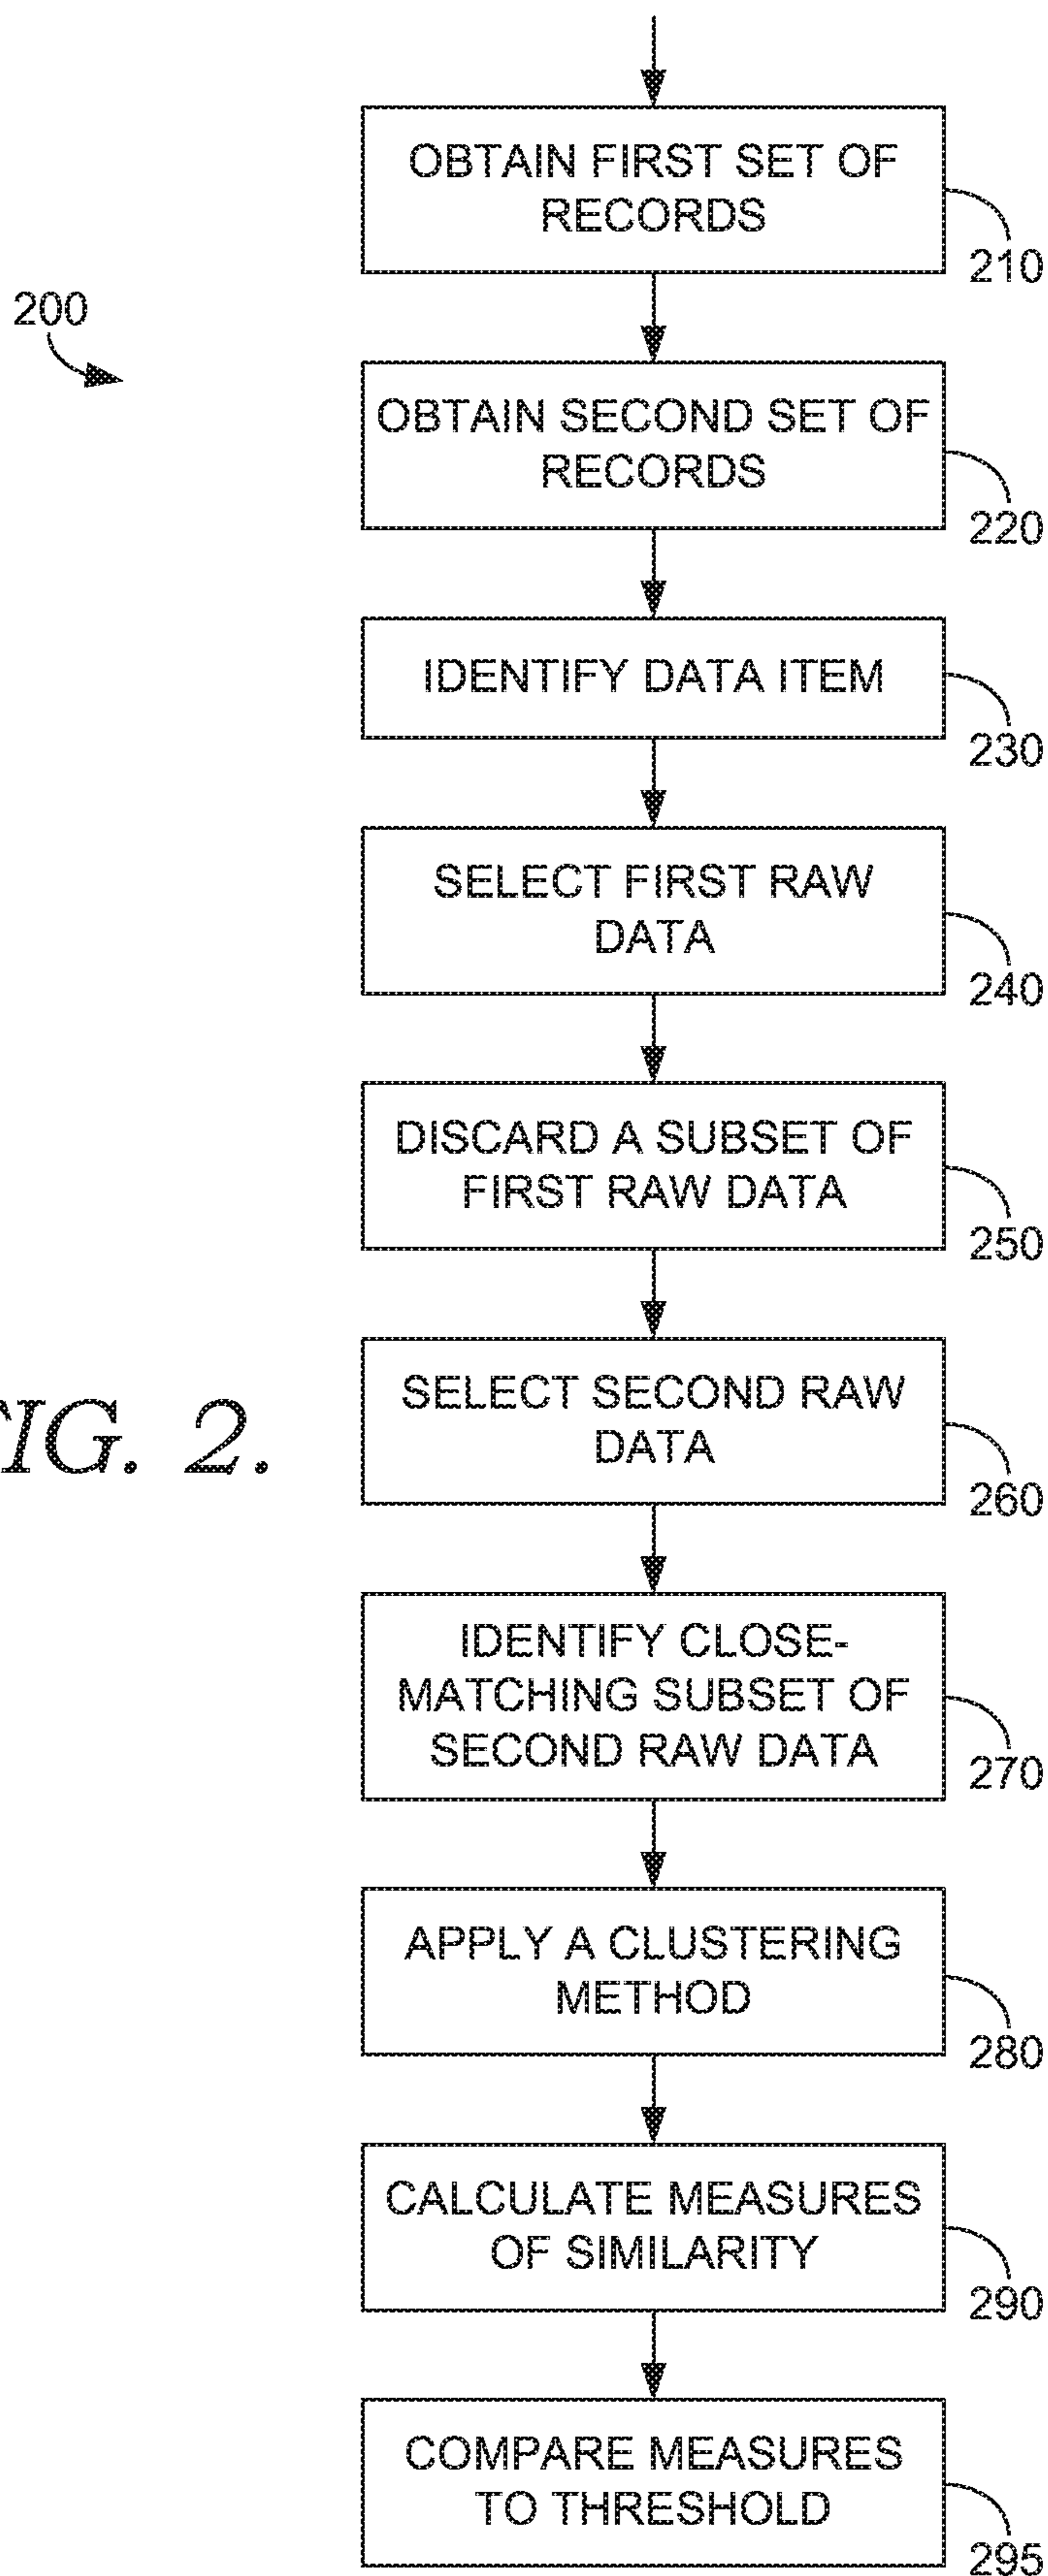 OBTAIN FIRST SET OF
RECORDS
210
200
OBTAIN SECOND SET OF
RECORDS
220
IDENTIFY DATA ITEM
230
SELECT FIRST RAW
DATA
240
DISCARD A SUBSET OF
FIRST RAW DATA
250
SELECT SECOND RAW
DATA
260
IG. 2.
IDENTIFY CLOSE-
MATCHING SUBSET OF
SECOND RAW DATA
270
APPLY A CLUSTERING
METHOD
280
CALCULATE MEASURES
OF SIMILARITY
290
COMPARE MEASURES
TO THRESHOLD
295